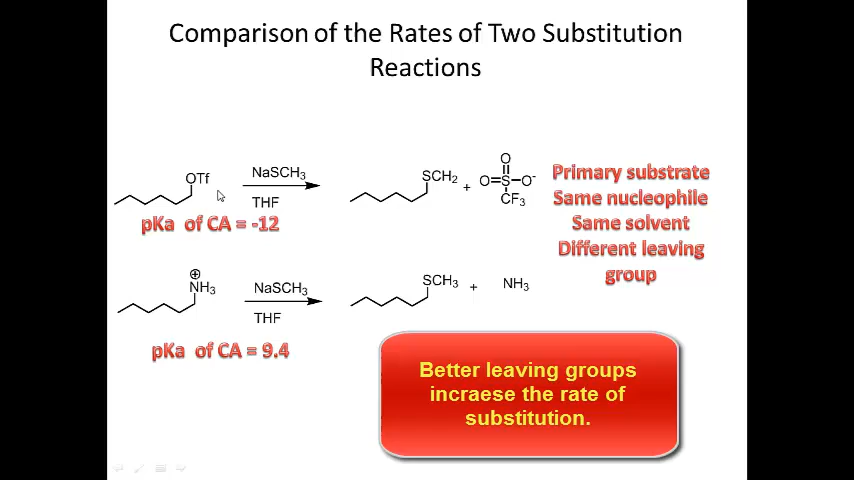 Comparison of the Rates of Two Substitution
Reactions
OTf
NaSCH3
THF
SCH2
+
O
O=S-O-
CF3
pKa of CA = -12
Primary substrate
Same nucleophile
Same solvent
Different leaving
group
⊕
NH3
NaSCH3
THF
SCH3
+
NH3
pKa of CA = 9.4
Better leaving groups
incraese the rate of
substitution.